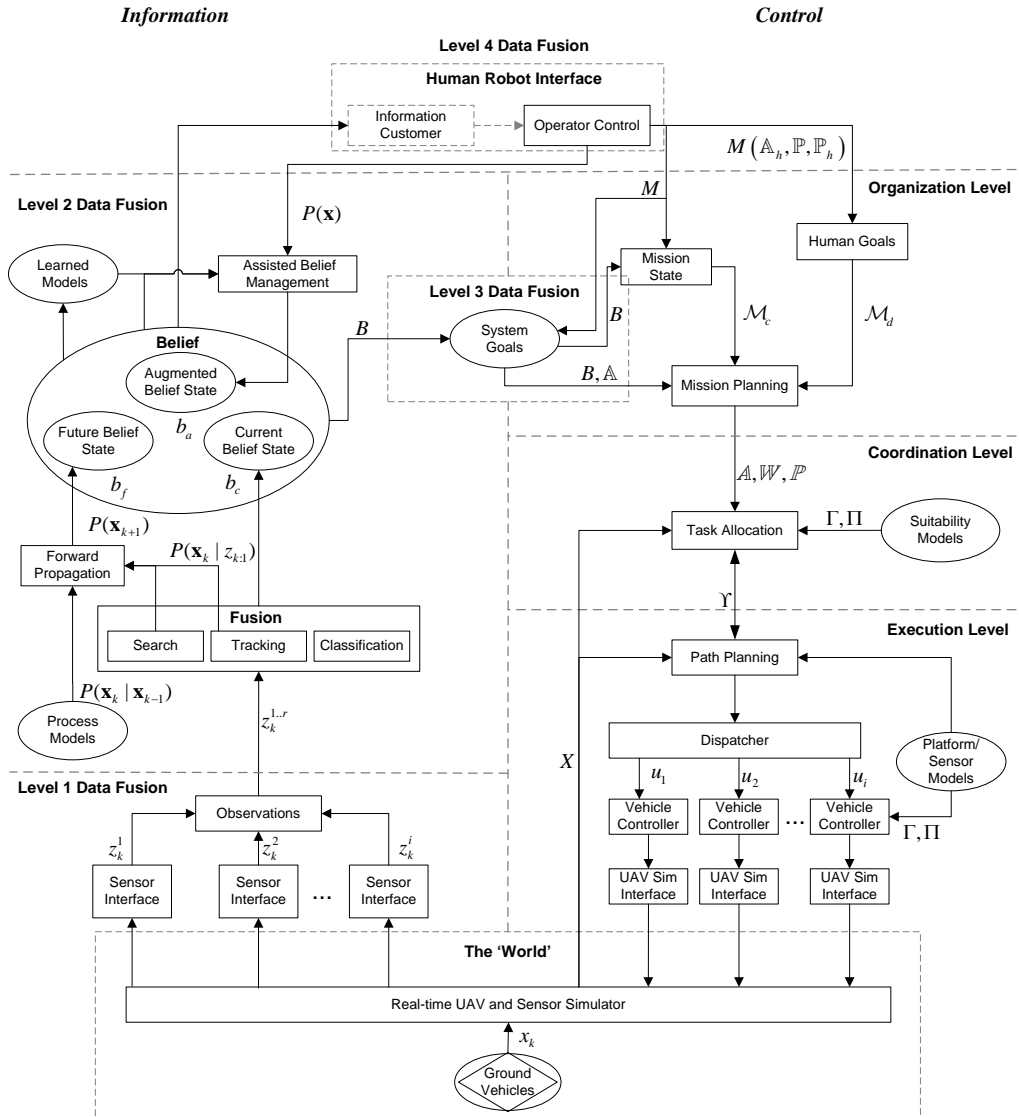 Information
Control
Level 4 Data Fusion
Human Robot Interface
Information
Customer
Operator Control
M(𝔸_h, ℙ, ℙ_h)
Level 2 Data Fusion
Organization Level
P(𝐱)
M
Learned
Models
Assisted Belief
Management
Mission
State
Human Goals
Level 3 Data Fusion
B
System
Goals
B
ℳ_c
ℳ_d
Belief
Augmented
Belief State
B, 𝔸
Mission Planning
b_a
Future Belief
State
Current
Belief State
b_f
b_c
Coordination Level
𝔸, 𝕎, ℙ
P(𝐱_{k+1})
Task Allocation
Γ, Π
Suitability
Models
Forward
Propagation
P(𝐱_k | z_{k:1})
ϒ
Fusion
Search
Tracking
Classification
Execution Level
Path Planning
P(𝐱_k | 𝐱_{k−1})
Process
Models
z_k^{1..r}
Dispatcher
Platform/
Sensor
Models
X
Level 1 Data Fusion
u_1
u_2
u_i
Observations
Vehicle
Controller
Vehicle
Controller
...
Vehicle
Controller
Γ, Π
z_k^1
z_k^2
z_k^i
Sensor
Interface
Sensor
Interface
...
Sensor
Interface
UAV Sim
Interface
UAV Sim
Interface
UAV Sim
Interface
The 'World'
Real-time UAV and Sensor Simulator
x_k
Ground
Vehicles